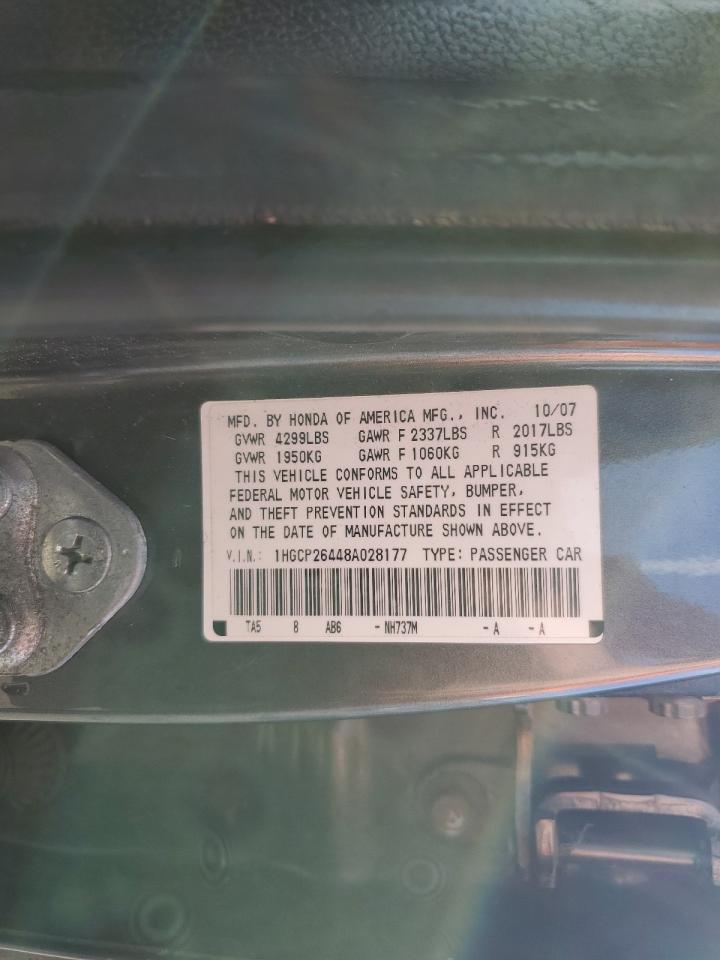 MFD. BY HONDA OF AMERICA MFG., INC. 10/07
GVWR 4299LBS GAWR F 2337LBS R 2017LBS
GVWR 1950KG GAWR F 1060KG R 915KG
THIS VEHICLE CONFORMS TO ALL APPLICABLE
FEDERAL MOTOR VEHICLE SAFETY, BUMPER,
AND THEFT PREVENTION STANDARDS IN EFFECT
ON THE DATE OF MANUFACTURE SHOWN ABOVE.
V.I.N.: 1HGCP26448A028177 TYPE: PASSENGER CAR
TA5 8 AB6 - NH737M - A - A